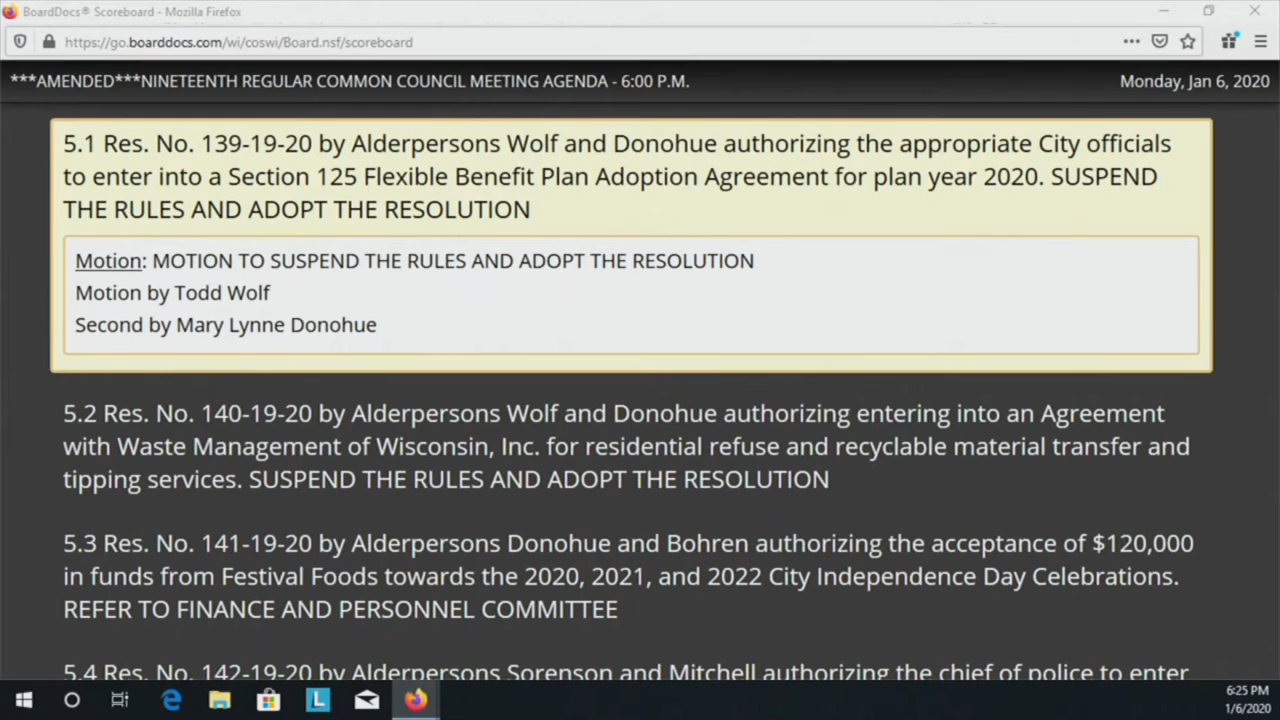 BoardDocs® Scoreboard - Mozilla Firefox
https://go.boarddocs.com/wi/coswi/Board.nsf/scoreboard
***AMENDED***NINETEENTH REGULAR COMMON COUNCIL MEETING AGENDA - 6:00 P.M.
Monday, Jan 6, 2020
5.1 Res. No. 139-19-20 by Alderpersons Wolf and Donohue authorizing the appropriate City officials
to enter into a Section 125 Flexible Benefit Plan Adoption Agreement for plan year 2020. SUSPEND
THE RULES AND ADOPT THE RESOLUTION
Motion: MOTION TO SUSPEND THE RULES AND ADOPT THE RESOLUTION
Motion by Todd Wolf
Second by Mary Lynne Donohue
5.2 Res. No. 140-19-20 by Alderpersons Wolf and Donohue authorizing entering into an Agreement
with Waste Management of Wisconsin, Inc. for residential refuse and recyclable material transfer and
tipping services. SUSPEND THE RULES AND ADOPT THE RESOLUTION
5.3 Res. No. 141-19-20 by Alderpersons Donohue and Bohren authorizing the acceptance of $120,000
in funds from Festival Foods towards the 2020, 2021, and 2022 City Independence Day Celebrations.
REFER TO FINANCE AND PERSONNEL COMMITTEE
5.4 Res. No. 142-19-20 by Alderpersons Sorenson and Mitchell authorizing the chief of police to enter
L
6:25 PM
1/6/2020